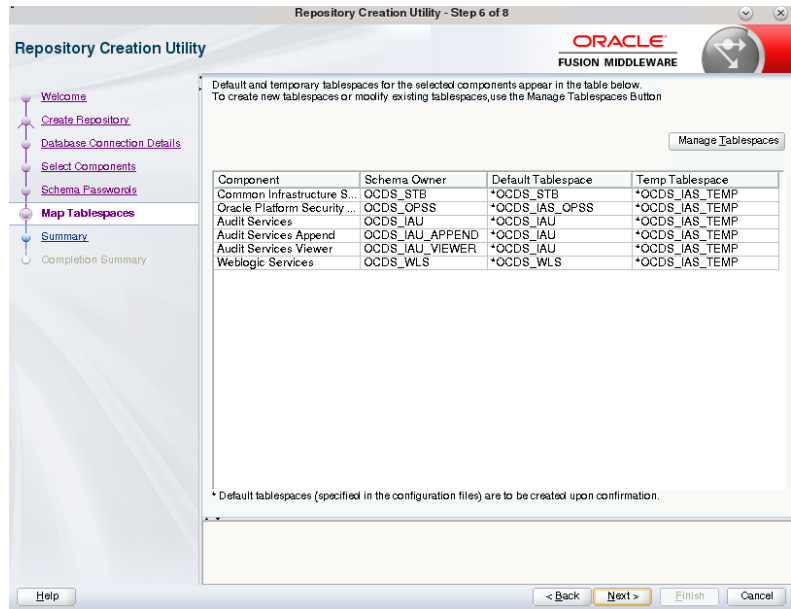 Repository Creation Utility - Step 6 of 8
Repository Creation Utility
ORACLE
FUSION MIDDLEWARE
Welcome
Create Repository
Database Connection Details
Select Components
Schema Passwords
Map Tablespaces
Summary
Completion Summary
Default and temporary tablespaces for the selected components appear in the table below.
To create new tablespaces or modify existing tablespaces,use the Manage Tablespaces Button
Manage Tablespaces
Component Schema Owner Default Tablespace Temp Tablespace
Common Infrastructure S... OCDS_STB *OCDS_STB *OCDS_IAS_TEMP
Oracle Platform Security ... OCDS_OPSS *OCDS_IAS_OPSS *OCDS_IAS_TEMP
Audit Services OCDS_IAU *OCDS_IAU *OCDS_IAS_TEMP
Audit Services Append OCDS_IAU_APPEND *OCDS_IAU *OCDS_IAS_TEMP
Audit Services Viewer OCDS_IAU_VIEWER *OCDS_IAU *OCDS_IAS_TEMP
Weblogic Services OCDS_WLS *OCDS_WLS *OCDS_IAS_TEMP
* Default tablespaces (specified in the configuration files) are to be created upon confirmation.
Help < Back Next > Finish Cancel